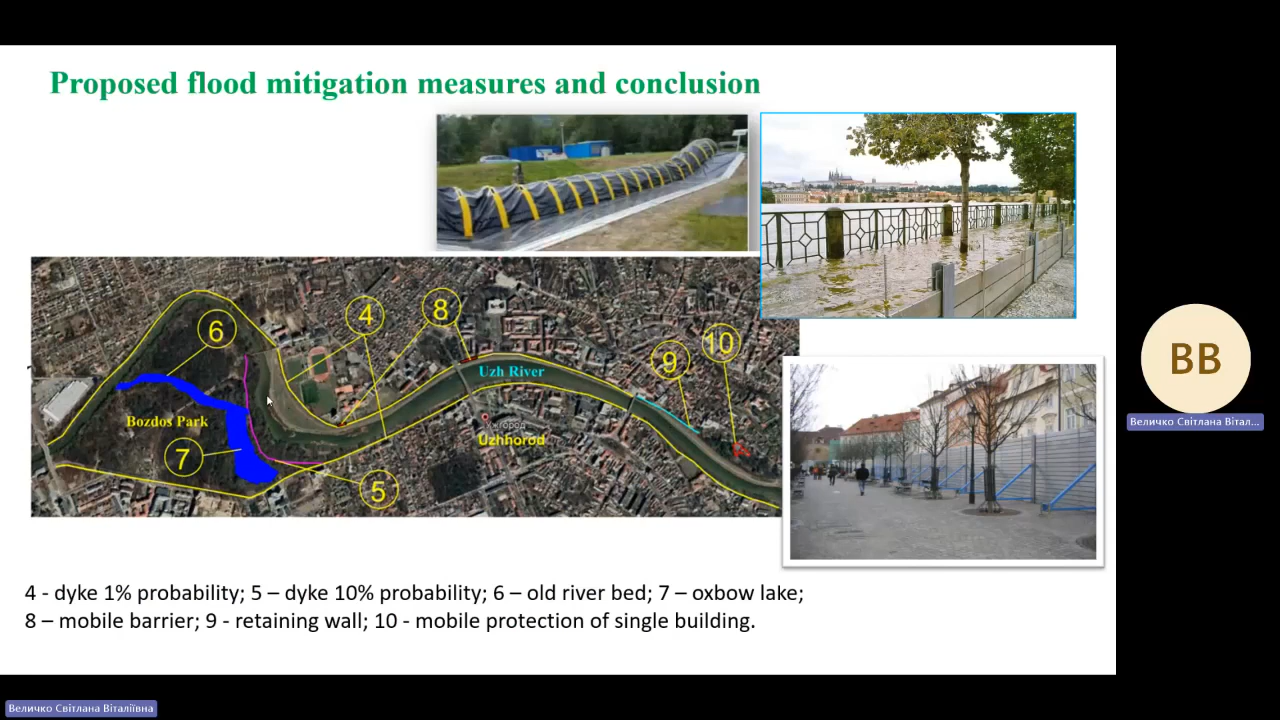 Proposed flood mitigation measures and conclusion
6
4
8
9
10
Uzh River
Bozdos Park
Ужгород
Uzhhorod
7
5
4 - dyke 1% probability; 5 – dyke 10% probability; 6 – old river bed; 7 – oxbow lake;
8 – mobile barrier; 9 - retaining wall; 10 - mobile protection of single building.
ВВ
Величко Світлана Вітал...
Величко Світлана Віталіївна